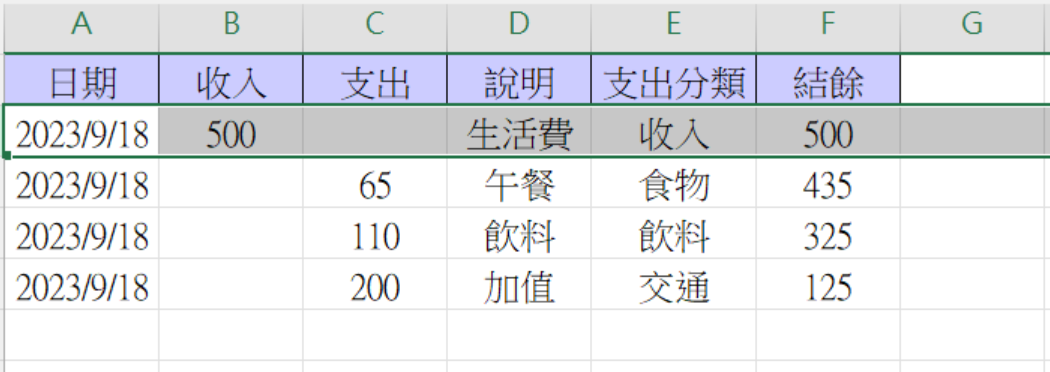 A B C D E F G
日期 收入 支出 說明 支出分類 結餘
2023/9/18 500 生活費 收入 500
2023/9/18 65 午餐 食物 435
2023/9/18 110 飲料 飲料 325
2023/9/18 200 加值 交通 125